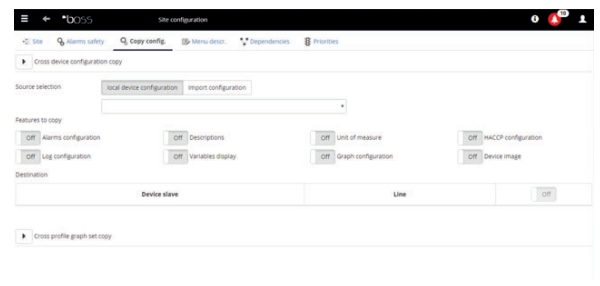 boss Site configuration 10
Site Alarms safety Copy config. Menu descr. Dependencies Priorities
Cross device configuration copy
Source selection local device configuration Import configuration
Features to copy
Off Alarms configuration Off Descriptions Off Unit of measure Off HACCP configuration
Off Log configuration Off Variables display Off Graph configuration Off Device image
Destination
Device slave Line Off
Cross profile graph set copy